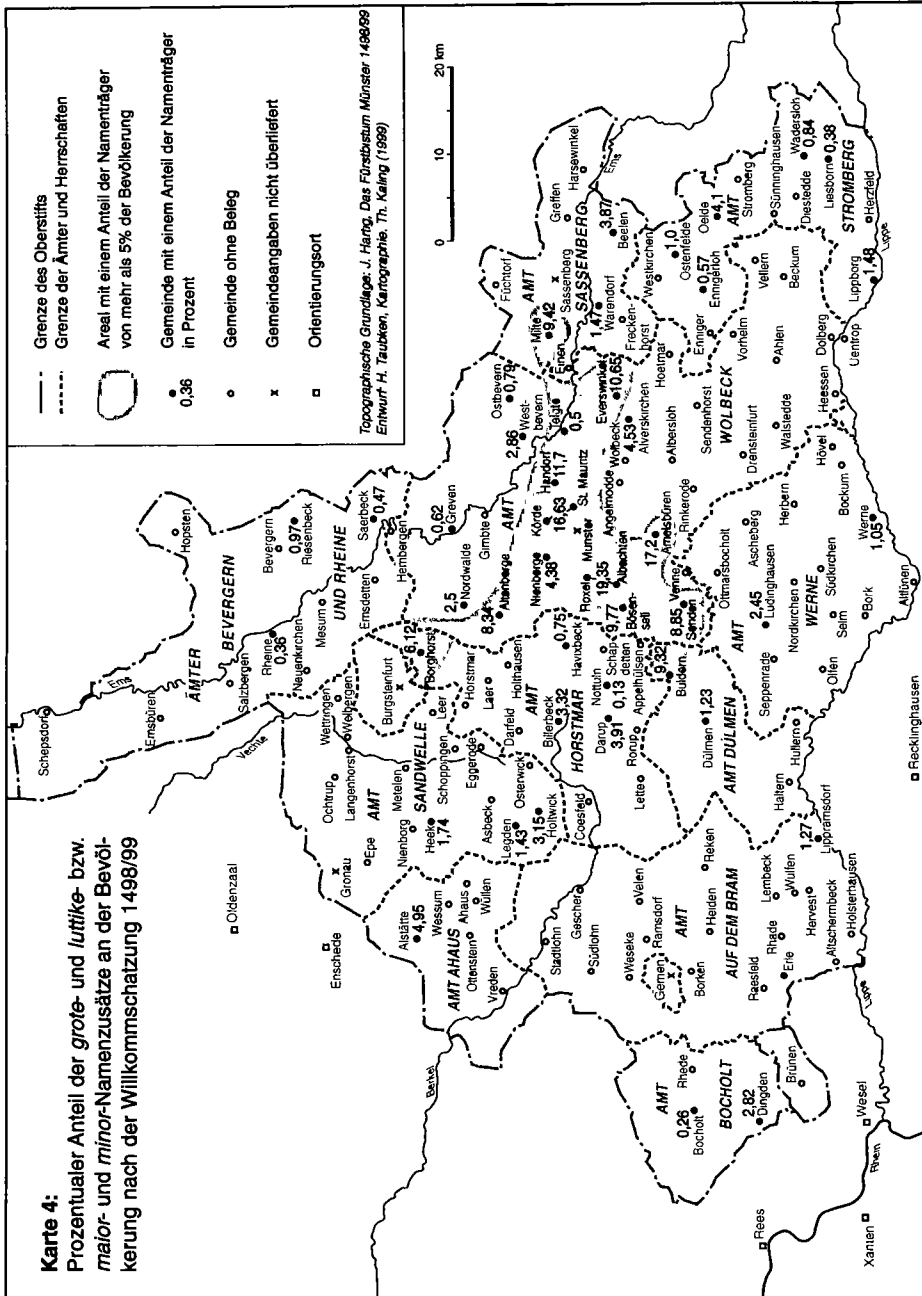 Karte 4:
Prozentualer Anteil der grote- und luttike- bzw.
maior- und minor-Namenzusätze an der Bevöl-
kerung nach der Willkommschatzung 1498/99
Grenze des Oberstifts
Grenze der Ämter und Herrschaften
Areal mit einem Anteil der Namenträger
von mehr als 5% der Bevölkerung
Gemeinde mit einem Anteil der Namenträger
0,36
in Prozent
Gemeinde ohne Beleg
Gemeindeangaben nicht überliefert
Orientierungsort
Topographische Grundlage: J. Hartig, Das Fürstbistum Münster 1498/99
Entwurf: H. Taubken, Kartographie: Th. Kaling (1999)
0 10 20 km
Schepsdorf
Ems
Emsbüren
Vechte
ÄMTER
BEVERGERN
UND RHEINE
Salzbergen
Hopsten
Bevergern
0,97
Riesenbeck
Rheine
0,36
Neuenkirchen
Mesum
Saerbeck
0,47
Emsdetten
Hembergen
Oldenzaal
Enschede
Gronau
Epe
Ochtrup
Langenhorst
Wettringen
Welbergen
AMT
SANDWELLE
Metelen
Nienborg
Heek
1,74
Schöppingen
Leer
Eggerode
Asbeck
Legden
1,43
Osterwick
3,15
Holtwick
Burgsteinfurt
6,12
Borghorst
Horstmar
Laer
Holthausen
Darfeld
AMT
HORSTMAR
Billerbeck
3,32
Coesfeld
Havixbeck
0,75
Nottuln
0,13
Schap-
detten
Darup
3,91
Rorup
Appelhülsen
9,32
Lette
Alstätte
4,95
Wessum
Ahaus
Ottenstein
Wüllen
AMT AHAUS
Vreden
Stadtlohn
Berkel
Südlohn
Gescher
Weseke
Velen
Ramsdorf
Gemen
Borken
AMT
AUF DEM BRAM
Heiden
Reken
Raesfeld
Rhade
Erle
Lembeck
Wulfen
Hervest
Altschermbeck
Holsterhausen
1,27
Lippramsdorf
Lippe
AMT
BOCHOLT
0,26
Bocholt
Rhede
2,82
Dingden
Brünen
Rees
Xanten
Wesel
Rhein
AMT DÜLMEN
Buldern
Dülmen
1,23
Haltern
Hullern
Recklinghausen
2,5
Nordwalde
0,62
Greven
Gimbte
8,34
Altenberge
Nienberge
4,38
AMT
Körde
Handorf
11,7
16,63
St. Mauritz
Münster
Roxel
19,35
Albachten
9,77
Bösen-
sell
Angelmodde
Wolbeck
17,2
Amelsbüren
Venne
8,85
Senden
Rinkerode
Ottmarsbocholt
Ostbevern
0,79
2,86
West-
bevern
Telgt
0,5
Everswinkel
10,65
4,53
Alverskirchen
Albersloh
Sendenhorst
WOLBECK
Drensteinfurt
Walstedde
Ahlen
Vorhelm
Enniger
Hoetmar
Frecken-
horst
Warendorf
1,47
Einen
Milte
9,42
Füchtorf
AMT
SASSENBERG
Sassenberg
Greffen
Harsewinkel
Ems
Beelen
3,87
Westkirchen
1,0
Ostenfelde
0,57
Ennigerloh
Oelde
4,1
AMT
STROMBERG
Stromberg
Sünninghausen
Vellern
Beckum
Diestedde
Wadersloh
0,84
Liesborn
0,38
Herzfeld
Lippe
Lippborg
1,48
Dolberg
Uentrop
Heessen
Hövel
Bockum
Herbern
AMT
WERNE
Ascheberg
2,45
Lüdinghausen
Seppenrade
Nordkirchen
Südkirchen
Olfen
Selm
Bork
Werne
1,05
Altlünen